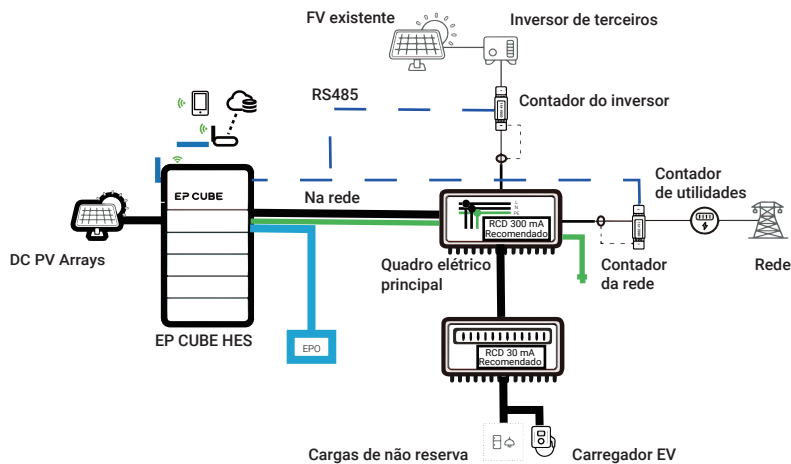 FV existente
Inversor de terceiros
RS485
Contador do inversor
Contador
de utilidades
EP CUBE
Na rede
L
N
PE
RCD 300 mA
Recomendado
DC PV Arrays
Quadro elétrico
principal
Contador
da rede
Rede
EP CUBE HES
EPO
RCD 30 mA
Recomendado
Cargas de não reserva
Carregador EV